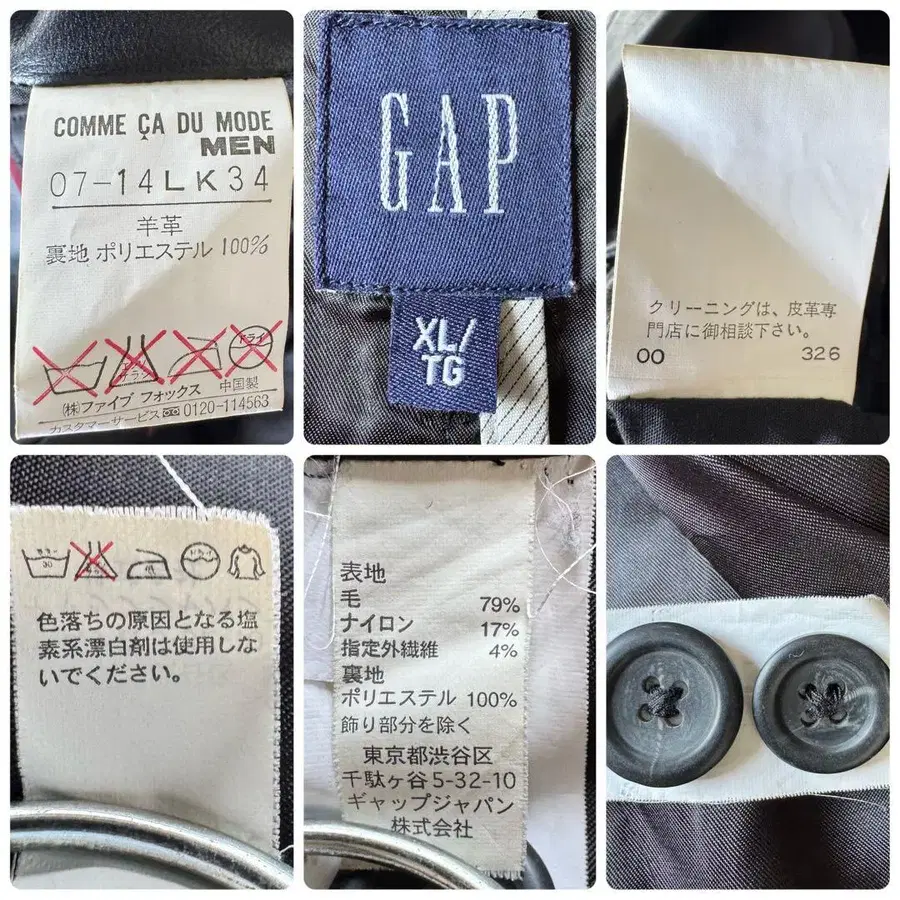 COMME ÇA DU MODE
MEN
07-14LK34
羊革
裏地 ポリエステル 100%
ドライ
(株)ファイブ フォックス 中国製
カスタマーサービス 0120-114563
GAP
XL/
TG
クリーニングは、皮革専
門店に御相談下さい。
00 326
色落ちの原因となる塩
素系漂白剤は使用しな
いでください。
表地
毛 79%
ナイロン 17%
指定外繊維 4%
裏地
ポリエステル 100%
飾り部分を除く
東京都渋谷区
千駄ヶ谷5-32-10
ギャップジャパン
株式会社